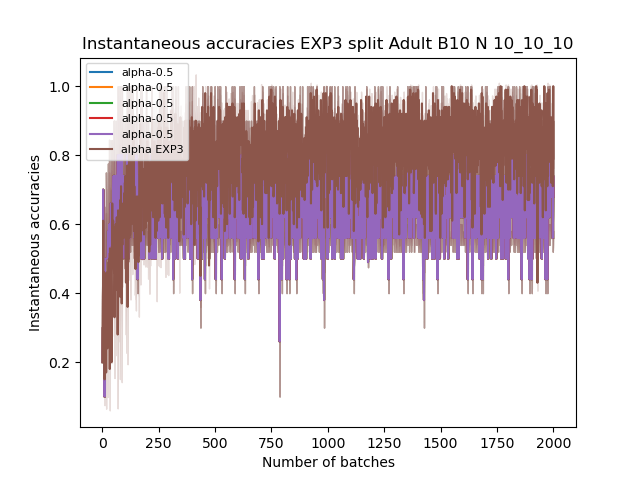 Instantaneous accuracies EXP3 split Adult B10 N 10_10_10
alpha-0.5
alpha-0.5
alpha-0.5
alpha-0.5
alpha-0.5
alpha EXP3
1.0
0.8
0.6
0.4
0.2
Instantaneous accuracies
0 250 500 750 1000 1250 1500 1750 2000
Number of batches